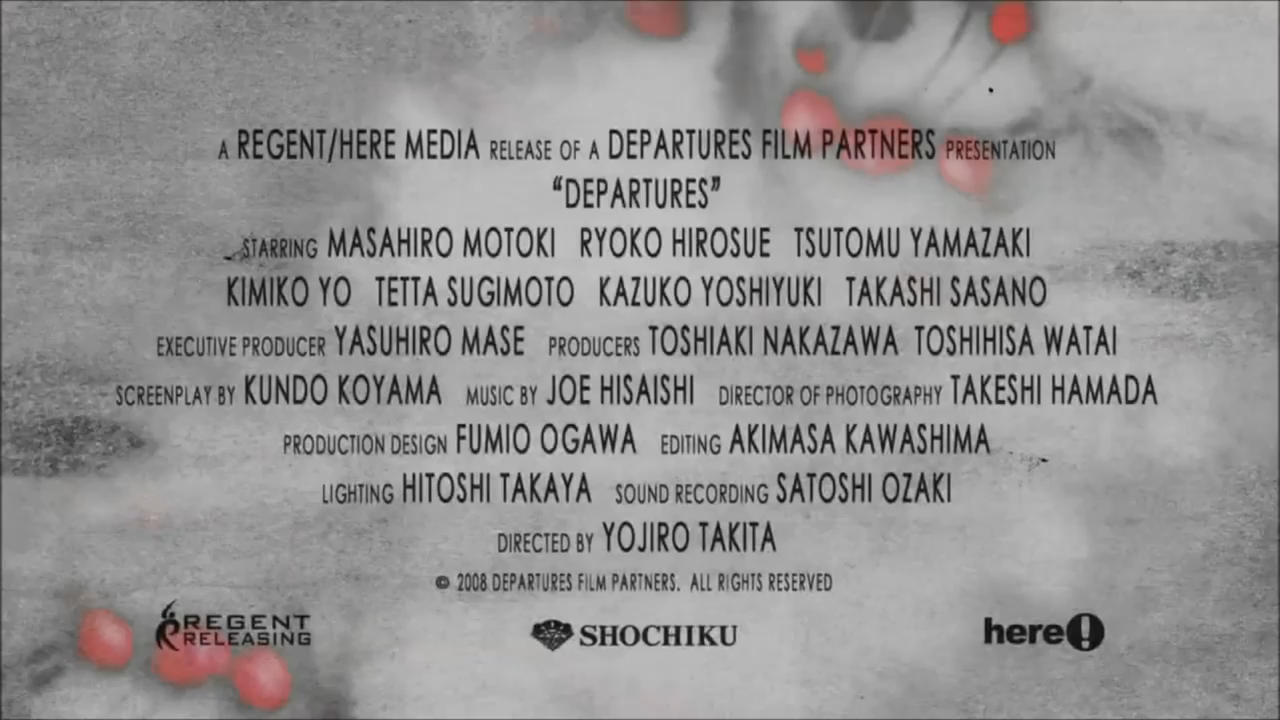 A REGENT/HERE MEDIA RELEASE OF A DEPARTURES FILM PARTNERS PRESENTATION
“DEPARTURES”
STARRING MASAHIRO MOTOKI RYOKO HIROSUE TSUTOMU YAMAZAKI
KIMIKO YO TETTA SUGIMOTO KAZUKO YOSHIYUKI TAKASHI SASANO
EXECUTIVE PRODUCER YASUHIRO MASE PRODUCERS TOSHIAKI NAKAZAWA TOSHIHISA WATAI
SCREENPLAY BY KUNDO KOYAMA MUSIC BY JOE HISAISHI DIRECTOR OF PHOTOGRAPHY TAKESHI HAMADA
PRODUCTION DESIGN FUMIO OGAWA EDITING AKIMASA KAWASHIMA
LIGHTING HITOSHI TAKAYA SOUND RECORDING SATOSHI OZAKI
DIRECTED BY YOJIRO TAKITA
© 2008 DEPARTURES FILM PARTNERS. ALL RIGHTS RESERVED
REGENT RELEASING SHOCHIKU here!